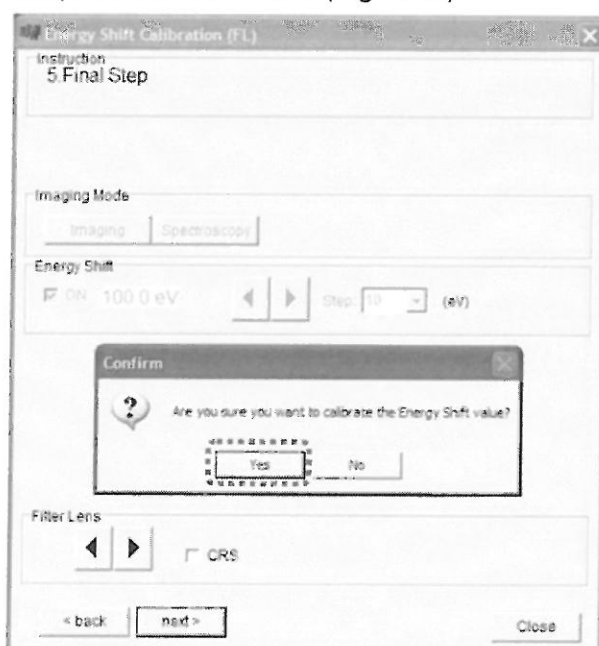 Energy Shift Calibration (FL)
Instruction
5.Final Step
Imaging Mode
Imaging Spectroscopy
Energy Shift
ON 100.0 eV Step: 10 (eV)
Confirm
? Are you sure you want to calibrate the Energy Shift value?
Yes No
Filter Lens
CRS
< back next > Close